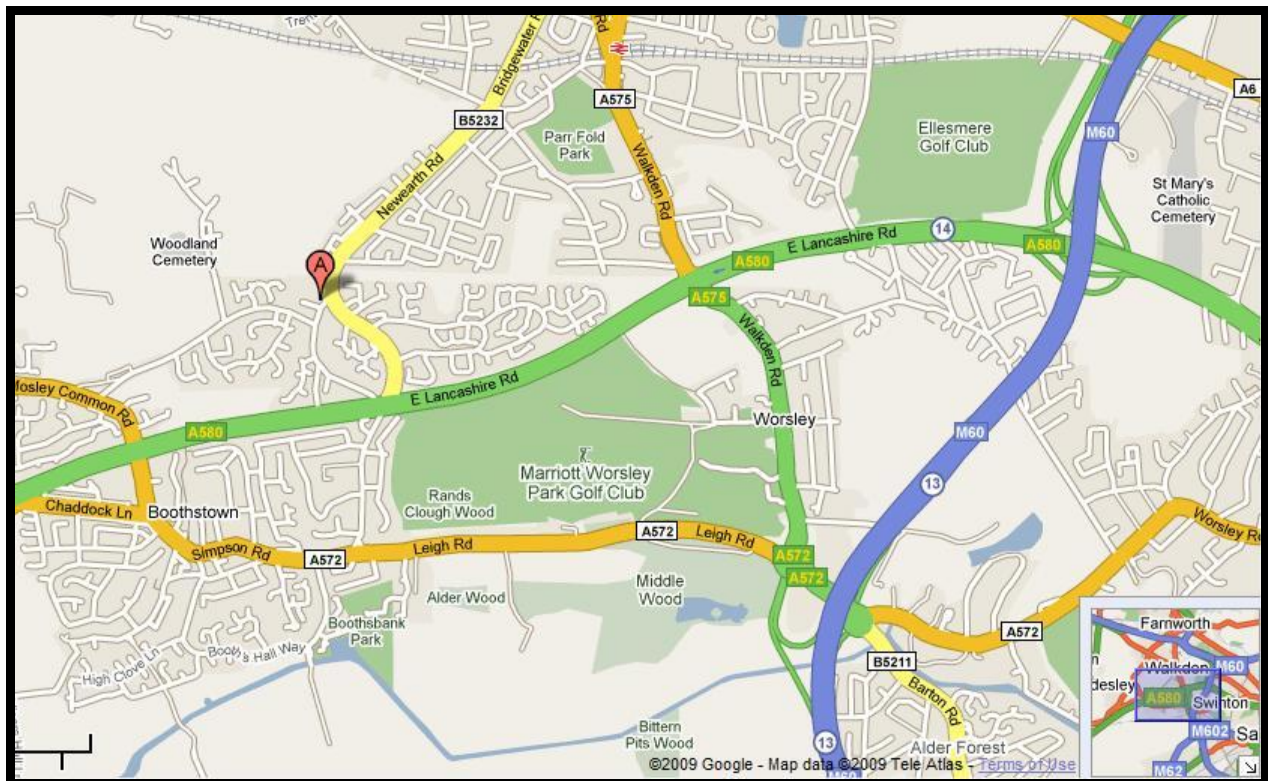 Bridgewater R
Rd
A6
B5232
A575
Parr Fold
Park
Ellesmere
Golf Club
M60
Newearth Rd
Walkden Rd
St Mary's
Catholic
Cemetery
Woodland
Cemetery
E Lancashire Rd
14
A580
A580
A
A575
Walkden Rd
E Lancashire Rd
Mosley Common Rd
A580
Worsley
M60
Marriott Worsley
Park Golf Club
13
Rands
Clough Wood
Chaddock Ln
Boothstown
Worsley R
Simpson Rd
A572
Leigh Rd
A572
Leigh Rd
A572
A572
Middle
Wood
Alder Wood
Boothsbank
Park
A572
High Clove Ln
B5211
Barton Rd
Bittern
Pits Wood
13
Alder Forest
M60
Farnworth
Walkden
M60
desley
A580
Swinton
M602
Sa
M62
©2009 Google - Map data ©2009 Tele Atlas - Terms of Use